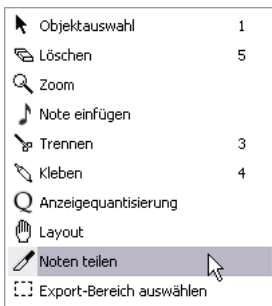 Objektauswahl 1
Löschen 5
Zoom
Note einfügen
Trennen 3
Kleben 4
Anzeigequantisierung
Layout
Noten teilen
Export-Bereich auswählen